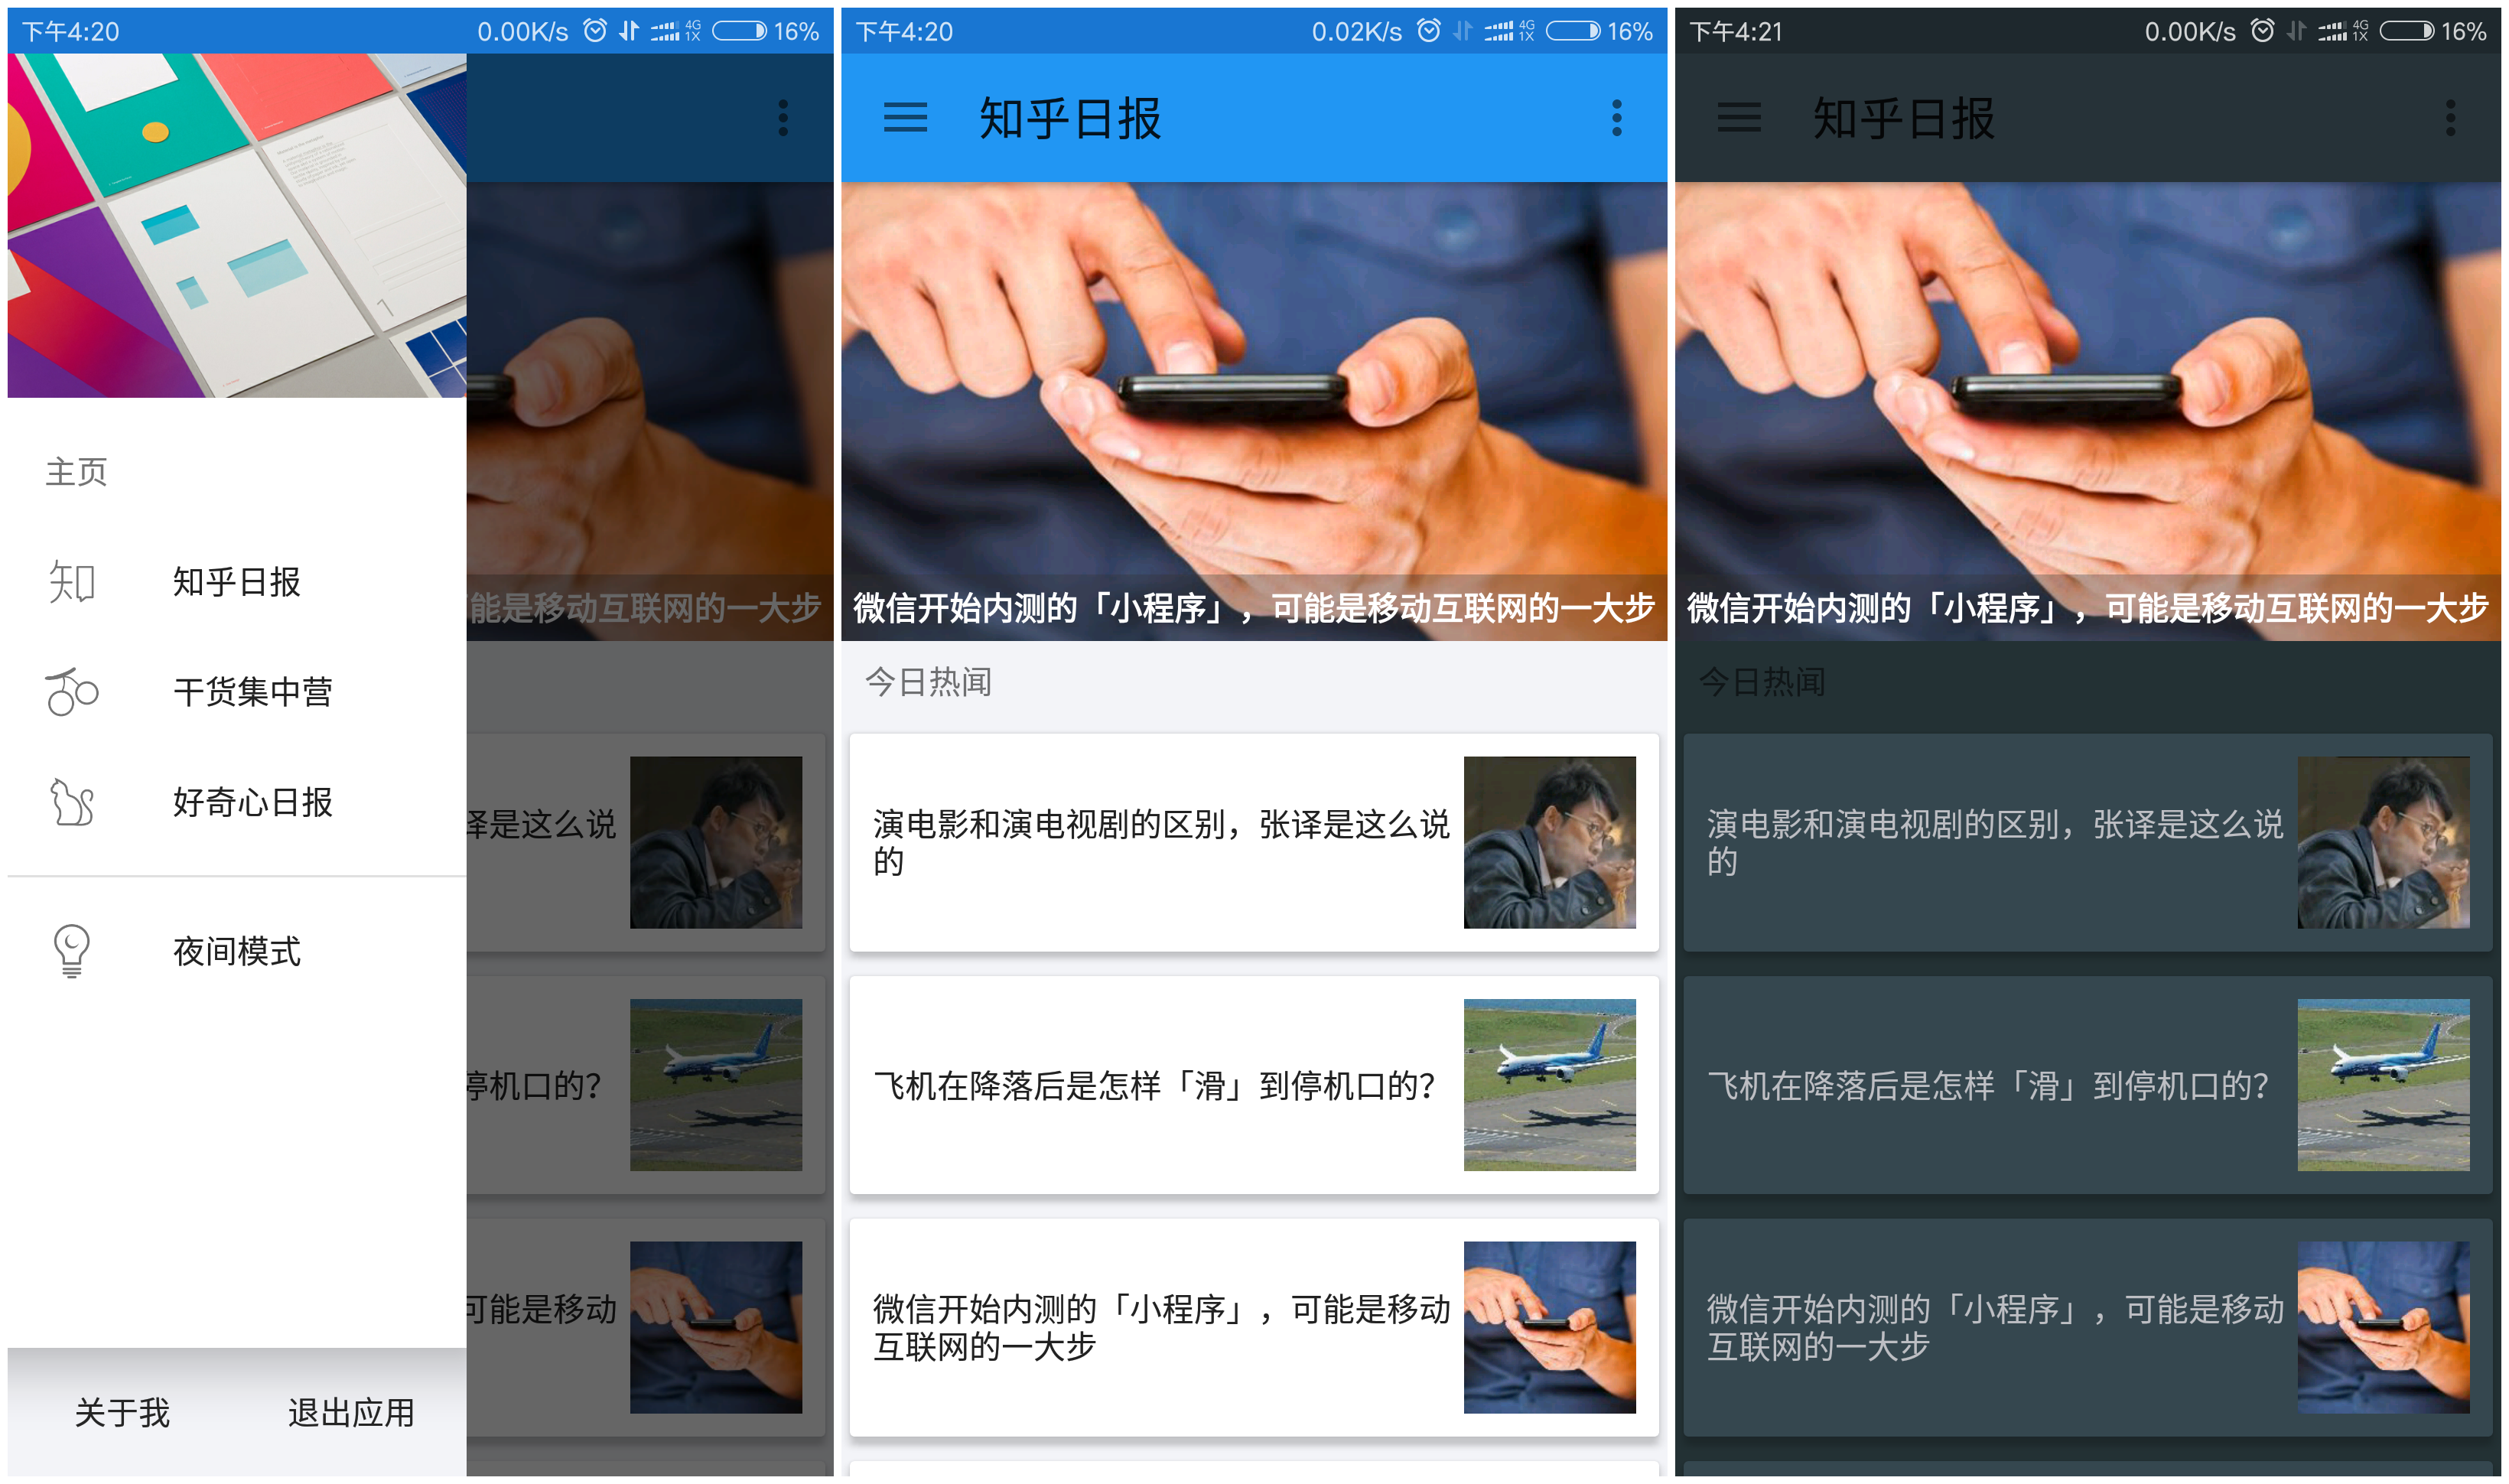 下午4:20
0.00K/s
4G
1X
16%
主页
知
知乎日报
干货集中营
好奇心日报
夜间模式
关于我
退出应用
能是移动互联网的一大步
译是这么说
停机口的？
可能是移动
下午4:20
0.02K/s
4G
1X
16%
知乎日报
微信开始内测的「小程序」，可能是移动互联网的一大步
今日热闻
演电影和演电视剧的区别，张译是这么说
的
飞机在降落后是怎样「滑」到停机口的？
微信开始内测的「小程序」，可能是移动
互联网的一大步
下午4:21
0.00K/s
4G
1X
16%
知乎日报
微信开始内测的「小程序」，可能是移动互联网的一大步
今日热闻
演电影和演电视剧的区别，张译是这么说
的
飞机在降落后是怎样「滑」到停机口的？
微信开始内测的「小程序」，可能是移动
互联网的一大步